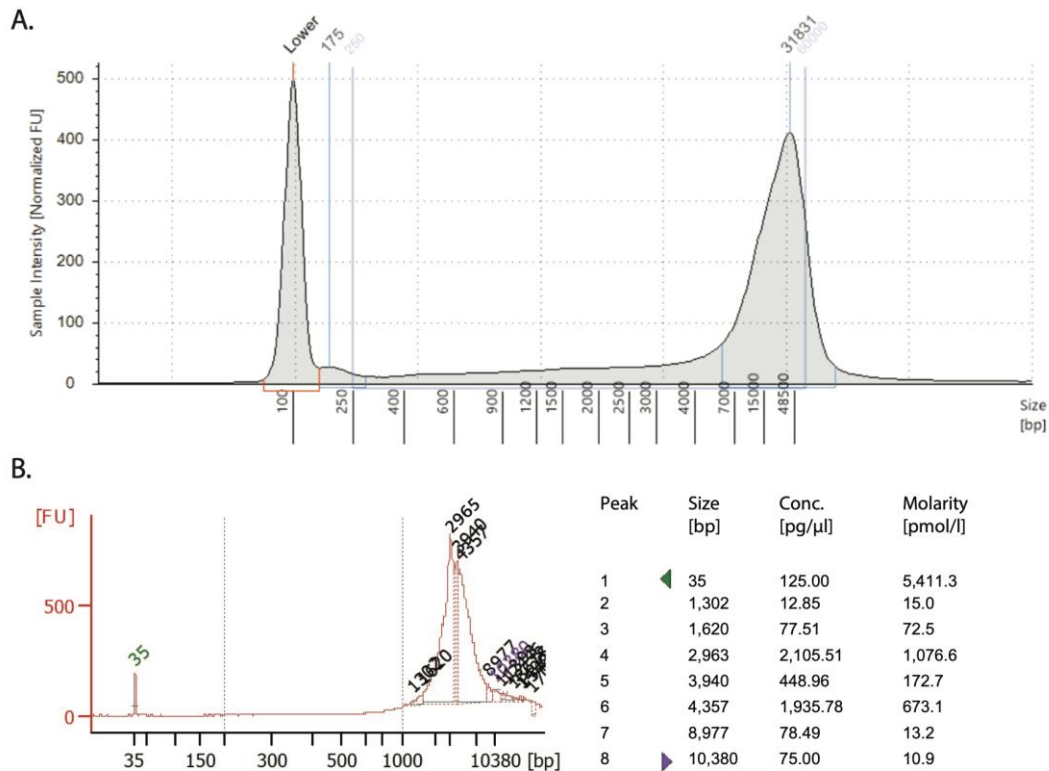 A.
Lower
175
250
31831
60000
Sample Intensity [Normalized FU]
500
400
300
200
100
0
100
250
400
600
900
1200
1500
2000
2500
3000
4000
7000
15000
48500
Size
[bp]
B.
[FU]
500
0
35
1302
1620
2965
3940
4357
8977
10380
35 150 300 500 1000 10380 [bp]
Peak Size Conc. Molarity
[bp] [pg/µl] [pmol/l]
1 35 125.00 5,411.3
2 1,302 12.85 15.0
3 1,620 77.51 72.5
4 2,963 2,105.51 1,076.6
5 3,940 448.96 172.7
6 4,357 1,935.78 673.1
7 8,977 78.49 13.2
8 10,380 75.00 10.9